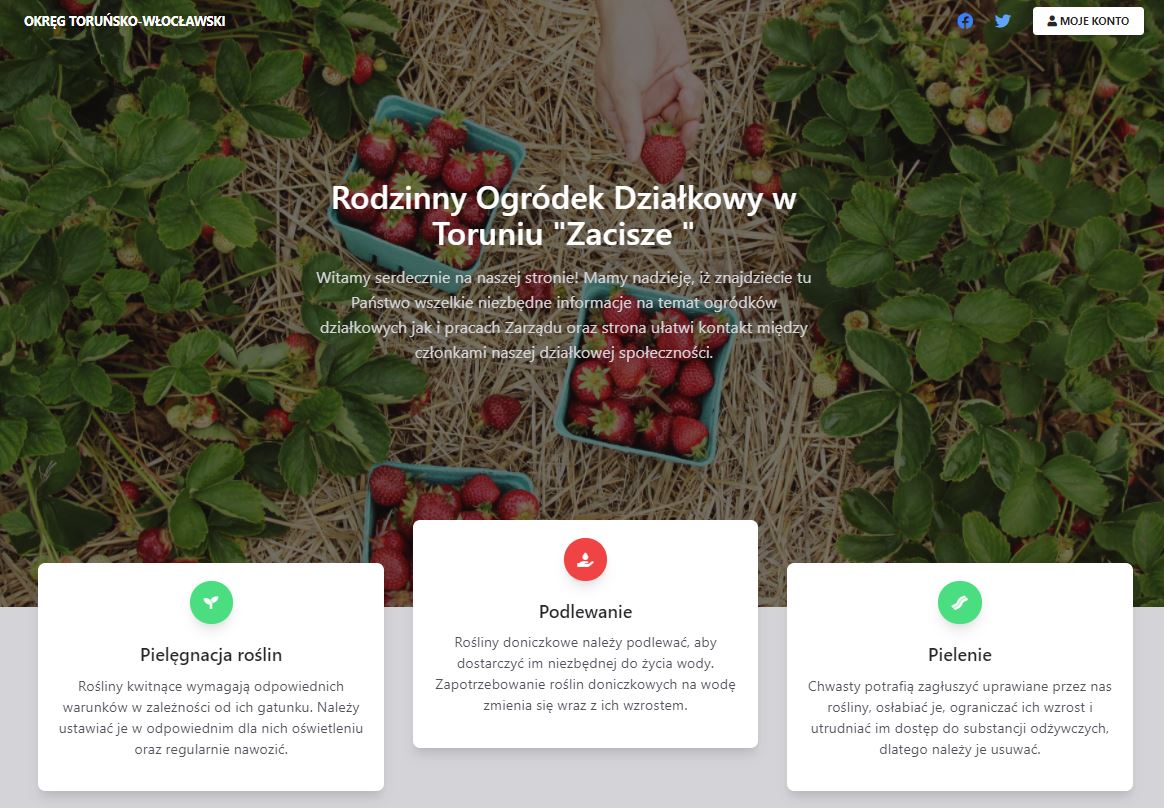 OKRĘG TORUŃSKO-WŁOCŁAWSKI
MOJE KONTO
Rodzinny Ogródek Działkowy w
Toruniu "Zacisze "
Witamy serdecznie na naszej stronie! Mamy nadzieję, iż znajdziecie tu
Państwo wszelkie niezbędne informacje na temat ogródków
działkowych jak i pracach Zarządu oraz strona ułatwi kontakt między
członkami naszej działkowej społeczności.
Pielęgnacja roślin
Rośliny kwitnące wymagają odpowiednich
warunków w zależności od ich gatunku. Należy
ustawiać je w odpowiednim dla nich oświetleniu
oraz regularnie nawozić.
Podlewanie
Rośliny doniczkowe należy podlewać, aby
dostarczyć im niezbędnej do życia wody.
Zapotrzebowanie roślin doniczkowych na wodę
zmienia się wraz z ich wzrostem.
Pielenie
Chwasty potrafią zagłuszyć uprawiane przez nas
rośliny, osłabiać je, ograniczać ich wzrost i
utrudniać im dostęp do substancji odżywczych,
dlatego należy je usuwać.